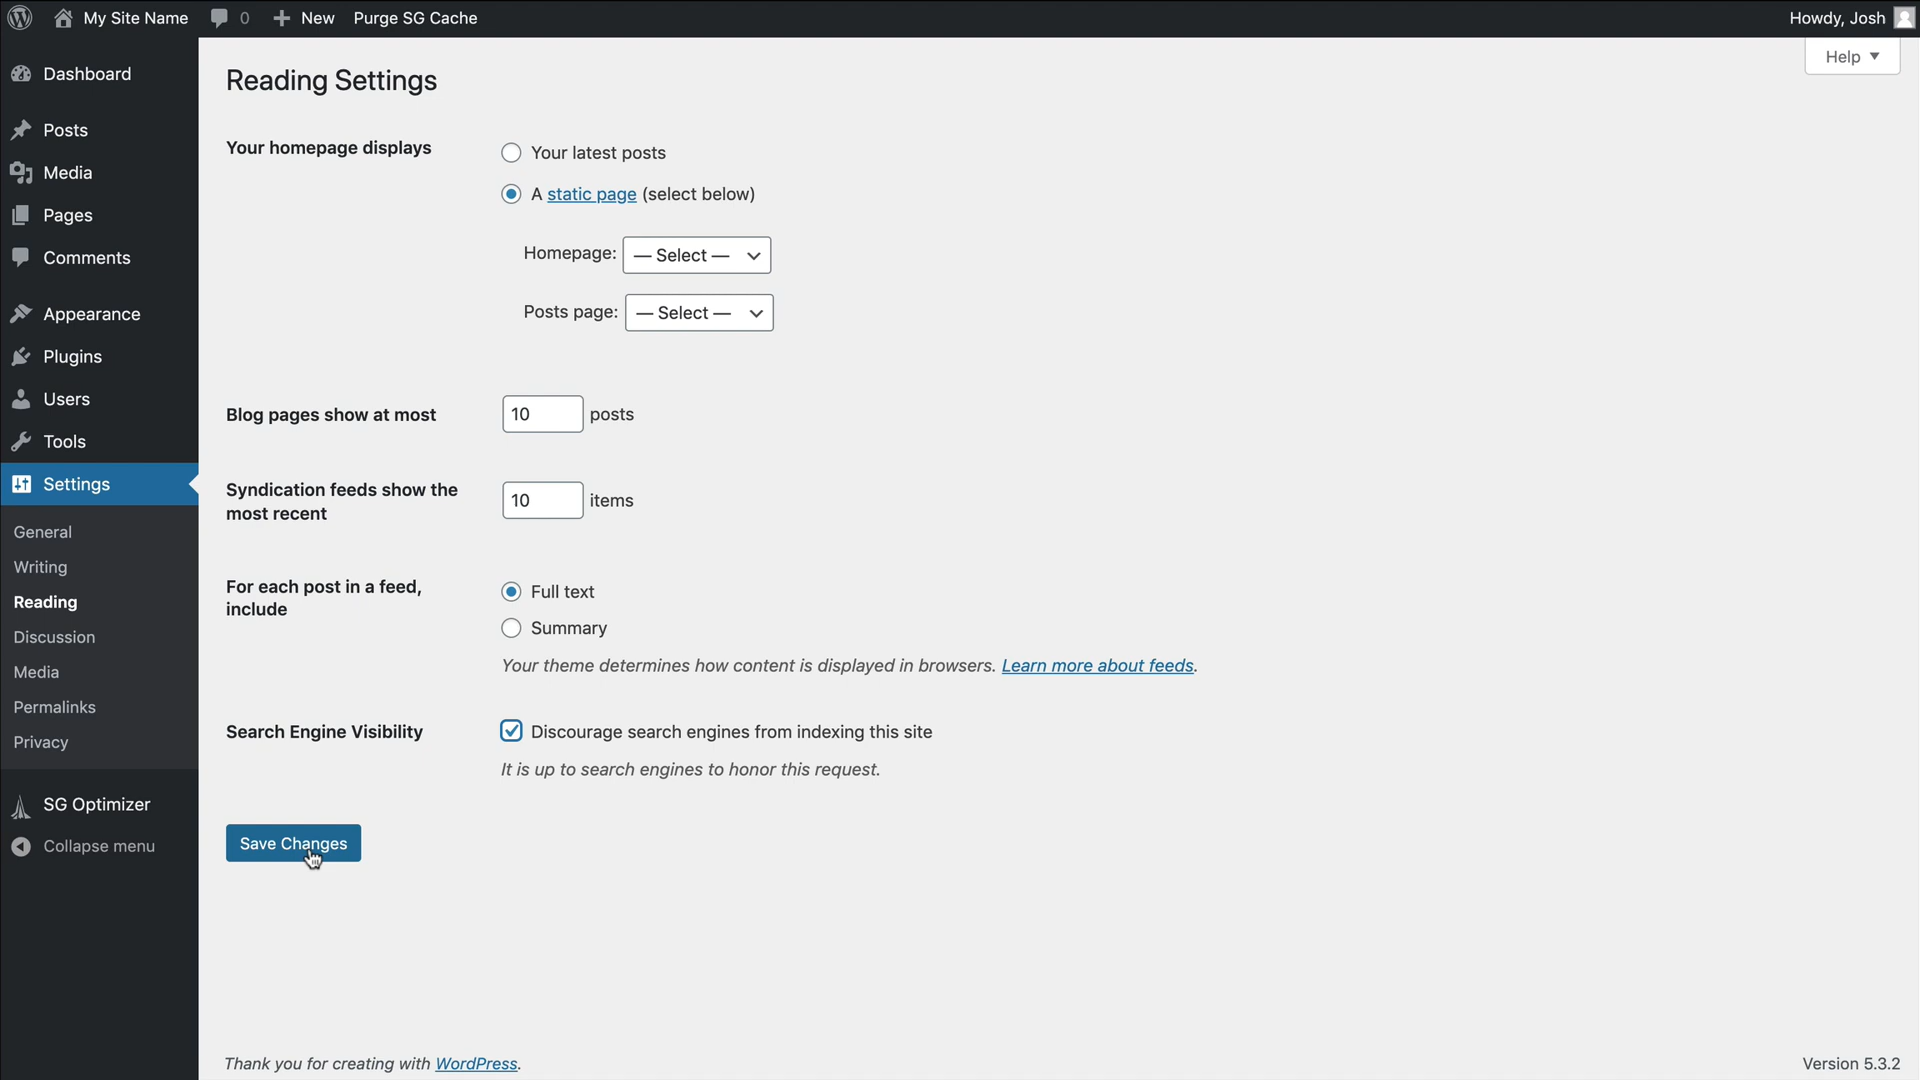 My Site Name 0 New Purge SG Cache Howdy, Josh
Help
Dashboard
Posts
Media
Pages
Comments
Appearance
Plugins
Users
Tools
Settings
General
Writing
Reading
Discussion
Media
Permalinks
Privacy
SG Optimizer
Collapse menu
Reading Settings
Your homepage displays
Your latest posts
A static page (select below)
Homepage: — Select —
Posts page: — Select —
Blog pages show at most 10 posts
Syndication feeds show the
most recent
10 items
For each post in a feed,
include
Full text
Summary
Your theme determines how content is displayed in browsers. Learn more about feeds.
Search Engine Visibility
Discourage search engines from indexing this site
It is up to search engines to honor this request.
Save Changes
Thank you for creating with WordPress.
Version 5.3.2